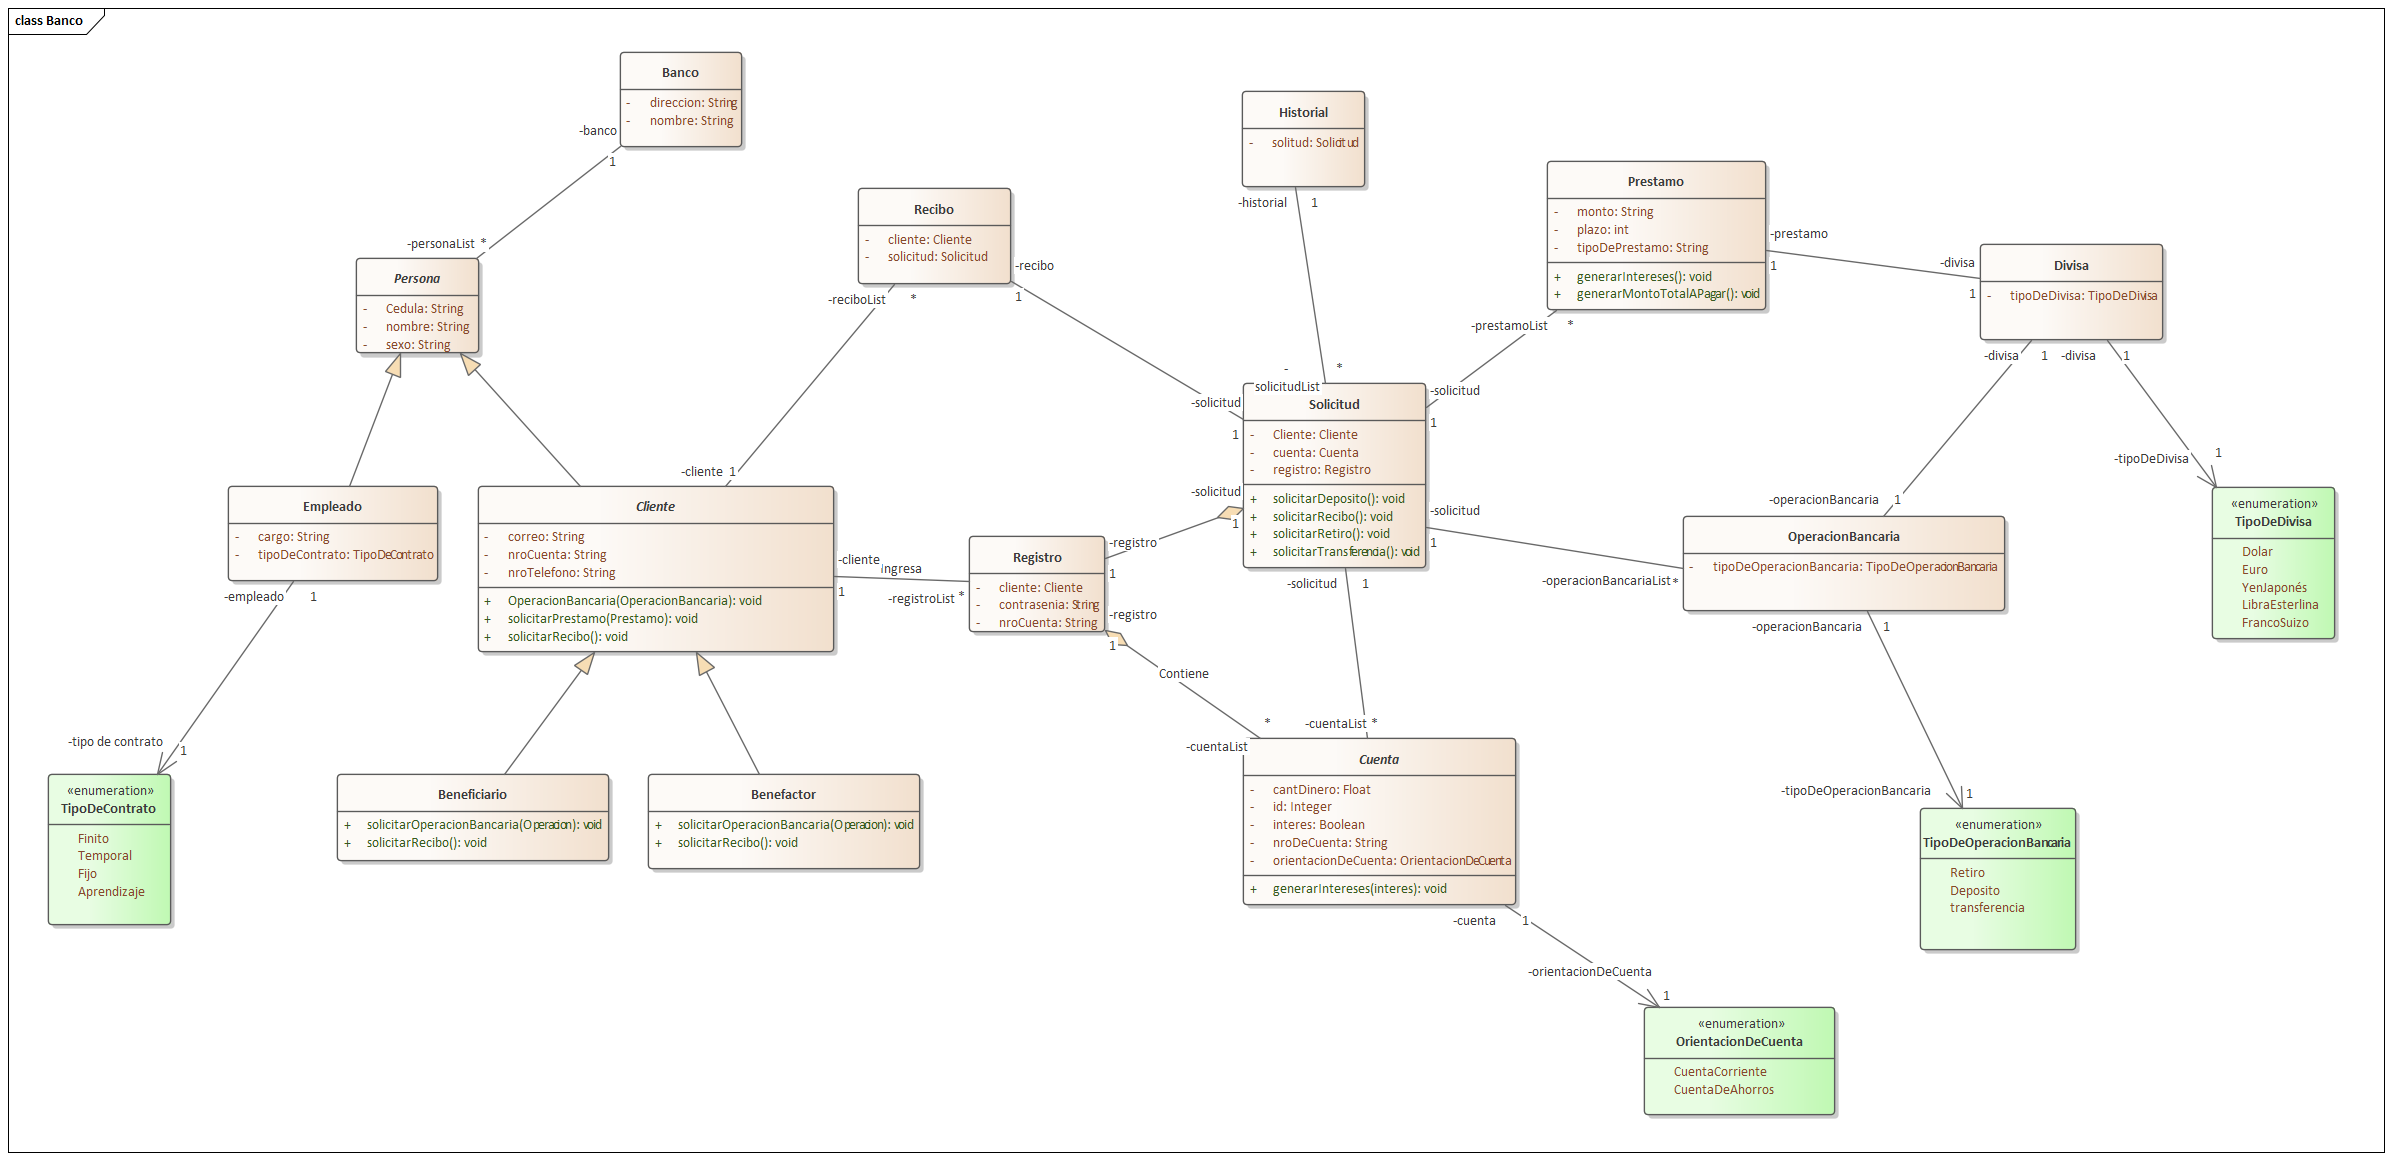 class Banco
Banco
- direccion: String
- nombre: String
-banco
1
-personaList *
Persona
- Cedula: String
- nombre: String
- sexo: String
Recibo
- cliente: Cliente
- solicitud: Solicitud
-reciboList *
-recibo
1
Historial
- solitud: Solicitud
-historial 1
Prestamo
- monto: String
- plazo: int
- tipoDePrestamo: String
+ generarIntereses(): void
+ generarMontoTotalAPagar(): void
-prestamo
1
-prestamoList *
-divisa
1
Divisa
- tipoDeDivisa: TipoDeDivisa
-divisa 1
-divisa 1
- *
solicitudList
-solicitud
1
-solicitud
1
Solicitud
- Cliente: Cliente
- cuenta: Cuenta
- registro: Registro
+ solicitarDeposito(): void
+ solicitarRecibo(): void
+ solicitarRetiro(): void
+ solicitarTransferencia(): void
-solicitud
1
-solicitud
1
-solicitud 1
-cliente 1
Empleado
- cargo: String
- tipoDeContrato: TipoDeContrato
-empleado 1
Cliente
- correo: String
- nroCuenta: String
- nroTelefono: String
+ OperacionBancaria(OperacionBancaria): void
+ solicitarPrestamo(Prestamo): void
+ solicitarRecibo(): void
-cliente
1
ingresa
-registroList *
Registro
- cliente: Cliente
- contrasenia: String
- nroCuenta: String
-registro
1
-registro
1
Contiene
*
-cuentaList
-cuentaList *
-operacionBancaria 1
-operacionBancariaList *
OperacionBancaria
- tipoDeOperacionBancaria: TipoDeOperacionBancaria
-operacionBancaria 1
-tipoDeDivisa
1
«enumeration»
TipoDeDivisa
Dolar
Euro
YenJaponés
LibraEsterlina
FrancoSuizo
-tipo de contrato 1
«enumeration»
TipoDeContrato
Finito
Temporal
Fijo
Aprendizaje
Beneficiario
+ solicitarOperacionBancaria(Operacion): void
+ solicitarRecibo(): void
Benefactor
+ solicitarOperacionBancaria(Operacion): void
+ solicitarRecibo(): void
Cuenta
- cantDinero: Float
- id: Integer
- interes: Boolean
- nroDeCuenta: String
- orientacionDeCuenta: OrientacionDeCuenta
+ generarIntereses(interes): void
-cuenta 1
-tipoDeOperacionBancaria 1
«enumeration»
TipoDeOperacionBancaria
Retiro
Deposito
transferencia
-orientacionDeCuenta
1
«enumeration»
OrientacionDeCuenta
CuentaCorriente
CuentaDeAhorros